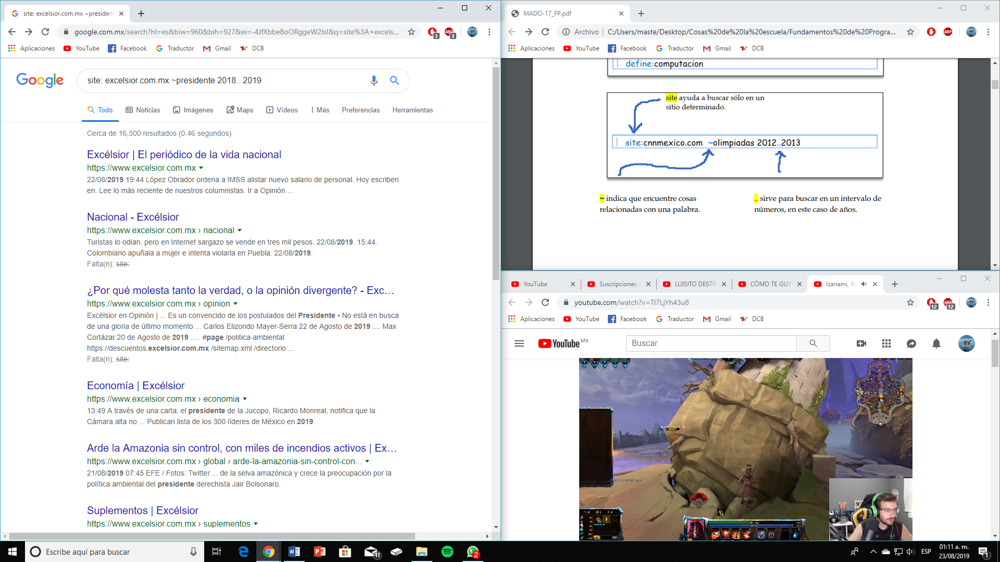 site: excelsior.com.mx ~president
google.com.mx/search?hl=es&biw=960&bih=927&ei=-4JfXbbeBoORggeW2IsI&q=site%3A+excels...
3
ABP
3
Aplicaciones
YouTube
Facebook
Traductor
Gmail
DCB
Google
site: excelsior.com.mx ~presidente 2018...2019
Todo
Noticias
Imágenes
Maps
Vídeos
Más
Preferencias
Herramientas
Cerca de 16,500 resultados (0.46 segundos)
Excélsior | El periódico de la vida nacional
https://www.excelsior.com.mx
22/08/2019 19:44 López Obrador ordena a IMSS alistar nuevo salario de personal. Hoy escriben
en. Lee lo más reciente de nuestros columnistas. Ir a Opinión ...
Nacional - Excélsior
https://www.excelsior.com.mx › nacional
Turistas lo odian, pero en Internet sargazo se vende en tres mil pesos. 22/08/2019. 15:44.
Colombiano apuñala a mujer e intenta violarla en Puebla. 22/08/2019.
Falta(n): site:
¿Por qué molesta tanto la verdad, o la opinión divergente? - Exc...
https://www.excelsior.com.mx › opinion
Excélsior en Opinión | ... Es un convencido de los postulados del Presidente • No está en busca
de una gloria de último momento ... Carlos Elizondo Mayer-Serra 22 de Agosto de 2019 .... Max
Cortázar 20 de Agosto de 2019 ..... #page /politica-ambiental
https://descuentos.excelsior.com.mx /sitemap.xml /directorio ...
Falta(n): site:
Economía | Excélsior
https://www.excelsior.com.mx › economia
13:49 A través de una carta, el presidente de la Jucopo, Ricardo Monreal, notifica que la
Cámara alta no ... Publican lista de los 300 líderes de México en 2019.
Arde la Amazonia sin control, con miles de incendios activos | Ex...
https://www.excelsior.com.mx › global › arde-la-amazonia-sin-control-con...
21/08/2019 07:45 EFE / Fotos: Twitter ... de la selva amazónica y crece la preocupación por la
política ambiental del presidente derechista Jair Bolsonaro.
Suplementos | Excélsior
https://www.excelsior.com.mx › suplementos
MADO-17_FP.pdf
Archivo
C:/Users/maste/Desktop/Cosas%20de%20la%20escuela/Fundamentos%20de%20Progra...
ABP
Aplicaciones
YouTube
Facebook
Traductor
Gmail
DCB
define:computacion
site ayuda a buscar sólo en un
sitio determinado.
site:cnnmexico.com ~olimpiadas 2012..2013
~ indica que encuentre cosas
relacionadas con una palabra.
.. sirve para buscar en un intervalo de
números, en este caso de años.
YouTube
Suscripciones -
LUISITO DESTR
CÓMO TE GUS
Izanami, Yo
youtube.com/watch?v=TI7LjYh43u8
12
ABP
12
Aplicaciones
YouTube
Facebook
Traductor
Gmail
DCB
YouTube MX
Buscar
Escribe aquí para buscar
11
2
ESP
01:11 a. m.
23/08/2019
1